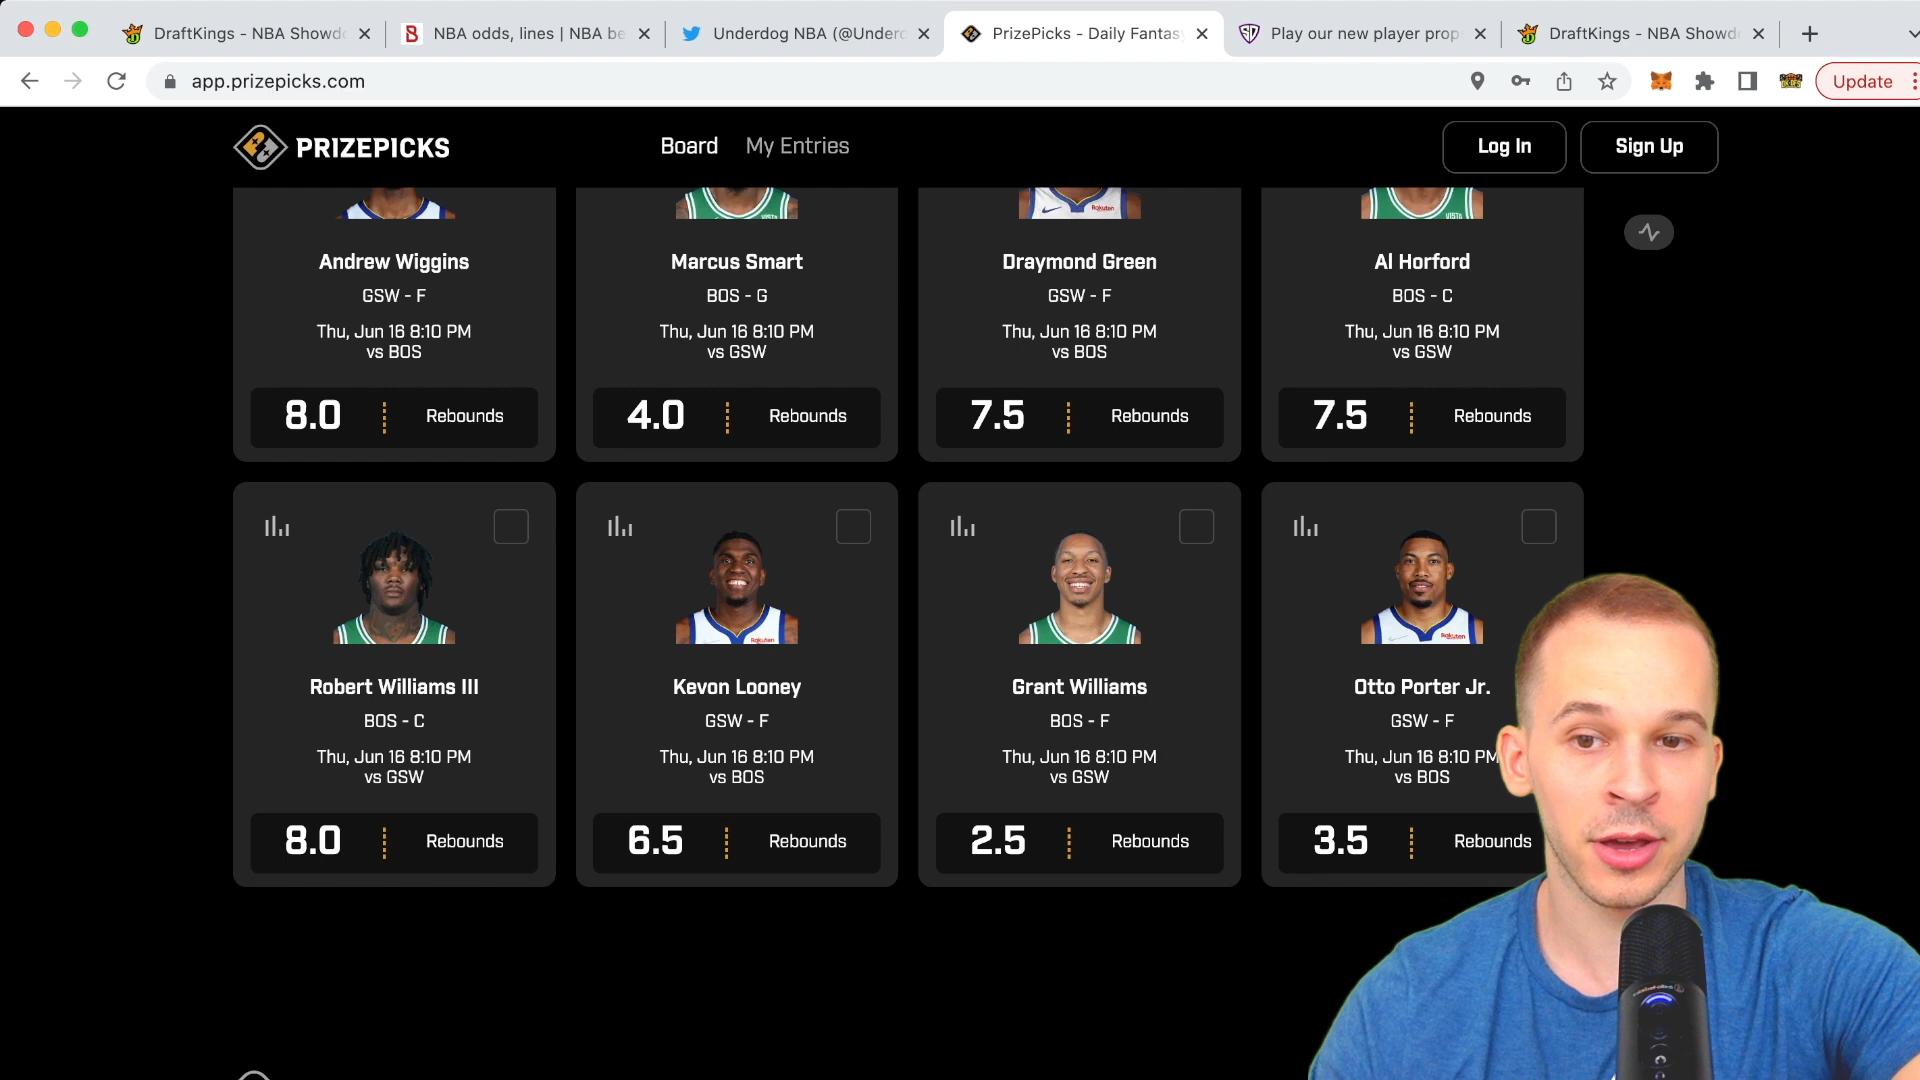 DraftKings - NBA Showd
NBA odds, lines | NBA be
Underdog NBA (@Underd
PrizePicks - Daily Fantasy
Play our new player prop
DraftKings - NBA Showd
app.prizepicks.com
Update
PRIZEPICKS
Board
My Entries
Log In
Sign Up
Andrew Wiggins
GSW - F
Thu, Jun 16 8:10 PM
vs BOS
8.0
Rebounds
Marcus Smart
BOS - G
Thu, Jun 16 8:10 PM
vs GSW
4.0
Rebounds
Rakuten
Draymond Green
GSW - F
Thu, Jun 16 8:10 PM
vs BOS
7.5
Rebounds
Al Horford
BOS - C
Thu, Jun 16 8:10 PM
vs GSW
7.5
Rebounds
Robert Williams III
BOS - C
Thu, Jun 16 8:10 PM
vs GSW
8.0
Rebounds
Rakuten
Kevon Looney
GSW - F
Thu, Jun 16 8:10 PM
vs BOS
6.5
Rebounds
Grant Williams
BOS - F
Thu, Jun 16 8:10 PM
vs GSW
2.5
Rebounds
Rakuten
Otto Porter Jr.
GSW - F
Thu, Jun 16 8:10 PM
vs BOS
3.5
Rebounds